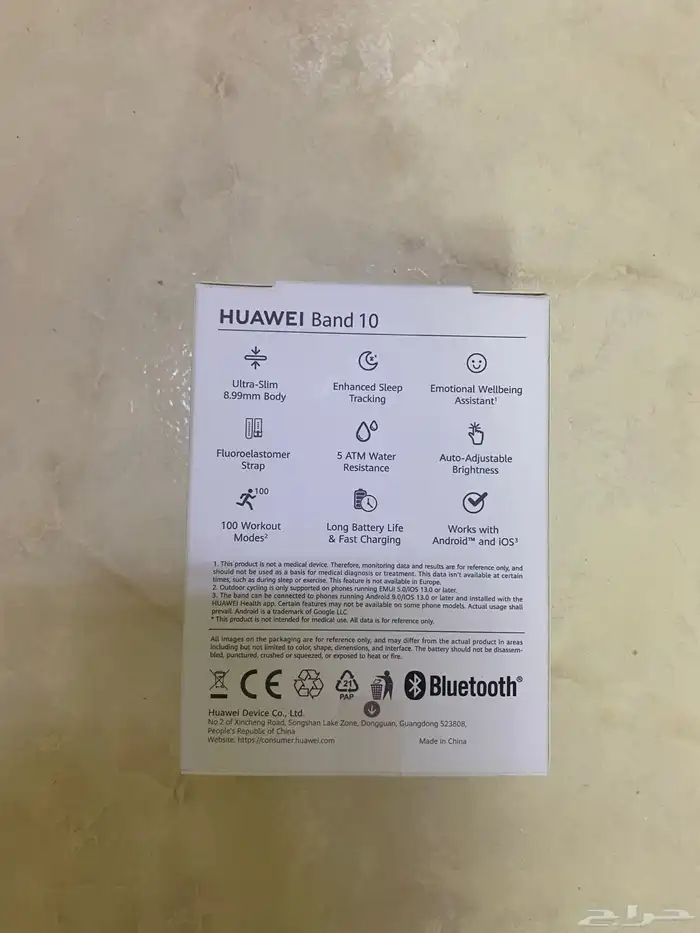 HUAWEI Band 10
Ultra-Slim
8.99mm Body
Enhanced Sleep
Tracking
Emotional Wellbeing
Assistant¹
Fluoroelastomer
Strap
5 ATM Water
Resistance
Auto-Adjustable
Brightness
100
100 Workout
Modes²
Long Battery Life
& Fast Charging
Works with
Android™ and iOS³
1. This product is not a medical device. Therefore, monitoring data and results are for reference only, and
should not be used as a basis for medical diagnosis or treatment. This data isn't available at certain
times, such as during sleep or exercise. This feature is not available in Europe.
2. Outdoor cycling is only supported on phones running EMUI 5.0/iOS 13.0 or later.
3. The band can be connected to phones running Android 9.0/iOS 13.0 or later and installed with the
HUAWEI Health app. Certain features may not be available on some phone models. Actual usage shall
prevail. Android is a trademark of Google LLC.
* This product is not intended for medical use. All data is for reference only.
All images on the packaging are for reference only, and may differ from the actual product in areas
including but not limited to color, shape, dimensions, and interface. The battery should not be disassem-
bled, punctured, crushed or squeezed, or exposed to heat or fire.
CE
21
PAP
Bluetooth®
Huawei Device Co., Ltd.
No.2 of Xincheng Road, Songshan Lake Zone, Dongguan, Guangdong 523808,
People's Republic of China
Website: https://consumer.huawei.com
Made in China
حراج